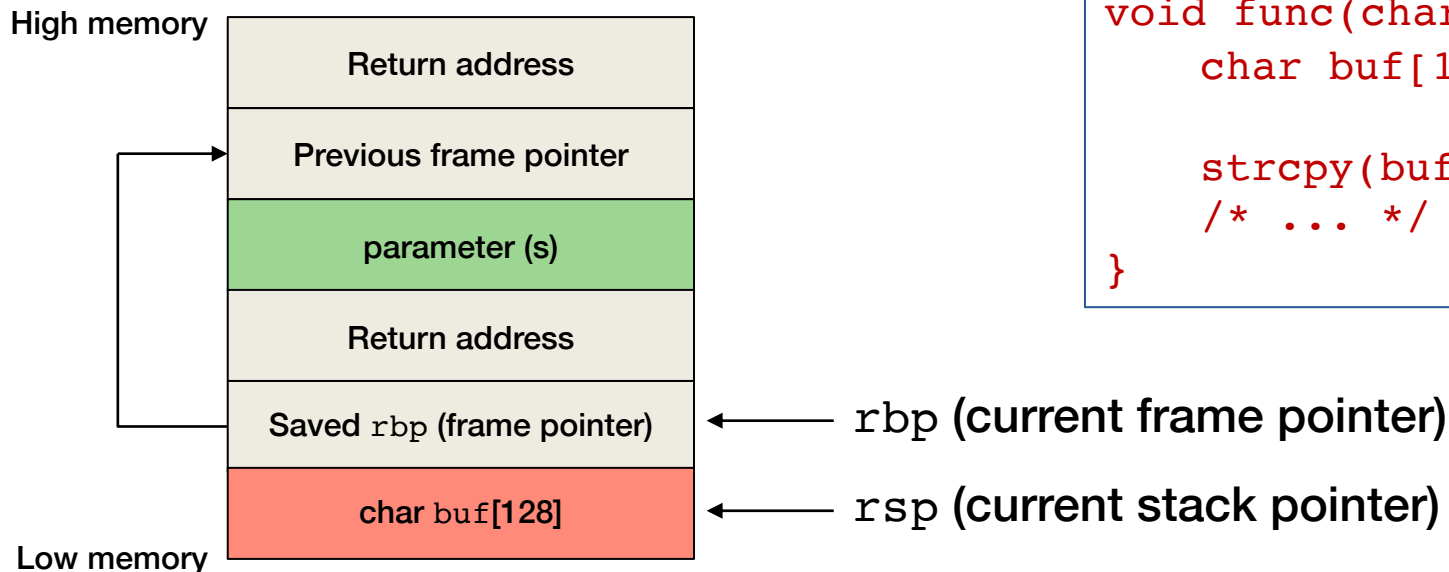 High memory
Return address
Previous frame pointer
parameter (s)
Return address
Saved rbp (frame pointer)
char buf[128]
Low memory
rbp (current frame pointer)
rsp (current stack pointer)
void func(char
char buf[1
strcpy(buf
/* ... */
}